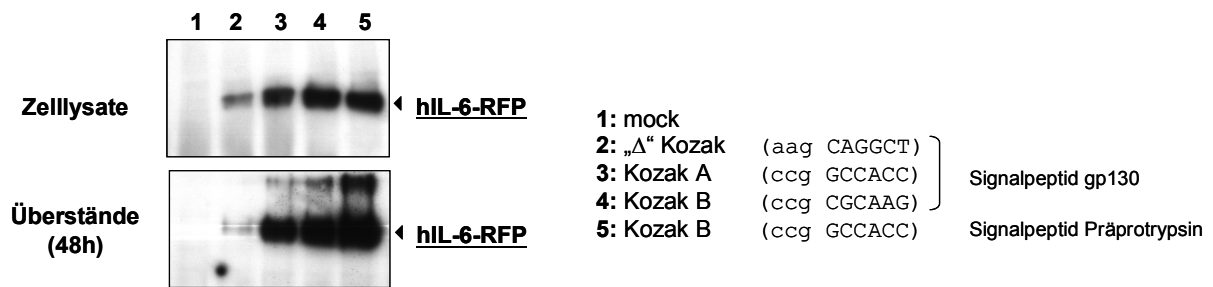 1 2 3 4 5
Zelllysate
hIL-6-RFP
Überstände
(48h)
hIL-6-RFP
1: mock
2: „Δ“ Kozak (aag CAGGCT)
3: Kozak A (ccg GCCACC)
4: Kozak B (ccg CGCAAG)
5: Kozak B (ccg GCCACC)
Signalpeptid gp130
Signalpeptid Präprotrypsin